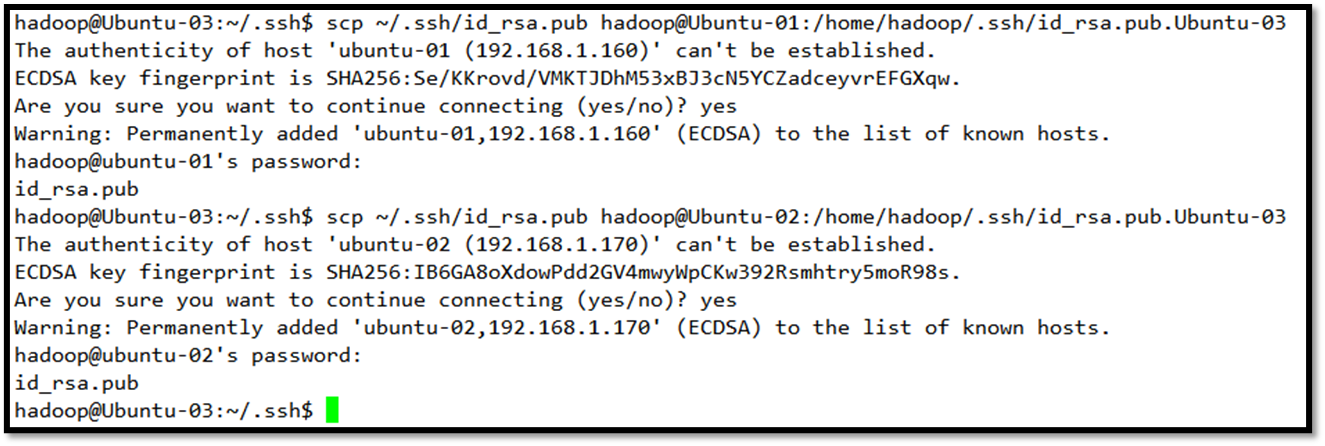 hadoop@Ubuntu-03:~/.ssh$ scp ~/.ssh/id_rsa.pub hadoop@Ubuntu-01:/home/hadoop/.ssh/id_rsa.pub.Ubuntu-03
The authenticity of host 'ubuntu-01 (192.168.1.160)' can't be established.
ECDSA key fingerprint is SHA256:Se/KKrovd/VMKTJDhM53xBJ3cN5YCZadceyvrEFGXqw.
Are you sure you want to continue connecting (yes/no)? yes
Warning: Permanently added 'ubuntu-01,192.168.1.160' (ECDSA) to the list of known hosts.
hadoop@ubuntu-01's password:
id_rsa.pub
hadoop@Ubuntu-03:~/.ssh$ scp ~/.ssh/id_rsa.pub hadoop@Ubuntu-02:/home/hadoop/.ssh/id_rsa.pub.Ubuntu-03
The authenticity of host 'ubuntu-02 (192.168.1.170)' can't be established.
ECDSA key fingerprint is SHA256:IB6GA8oXdowPdd2GV4mwyWpCKw392Rsmhtry5moR98s.
Are you sure you want to continue connecting (yes/no)? yes
Warning: Permanently added 'ubuntu-02,192.168.1.170' (ECDSA) to the list of known hosts.
hadoop@ubuntu-02's password:
id_rsa.pub
hadoop@Ubuntu-03:~/.ssh$